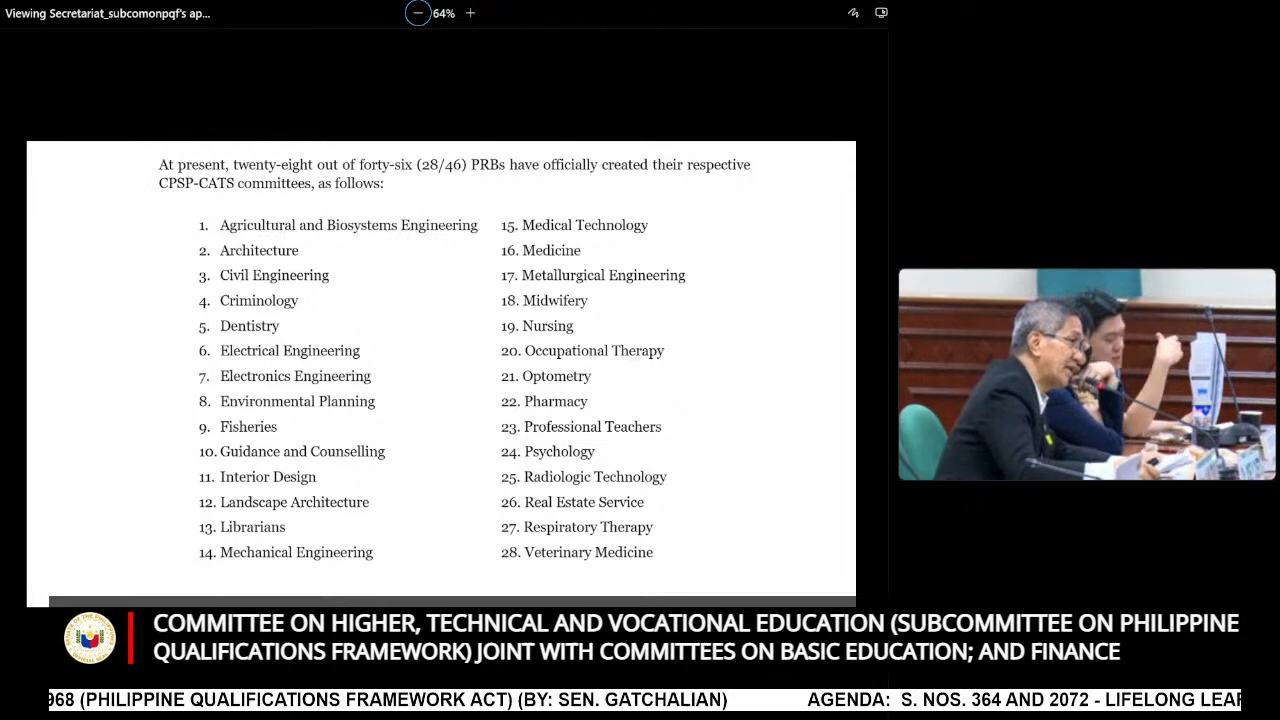 Viewing Secretariat_subcomonpqf's ap...
64%
At present, twenty-eight out of forty-six (28/46) PRBs have officially created their respective
CPSP-CATS committees, as follows:
1. Agricultural and Biosystems Engineering
2. Architecture
3. Civil Engineering
4. Criminology
5. Dentistry
6. Electrical Engineering
7. Electronics Engineering
8. Environmental Planning
9. Fisheries
10. Guidance and Counselling
11. Interior Design
12. Landscape Architecture
13. Librarians
14. Mechanical Engineering
15. Medical Technology
16. Medicine
17. Metallurgical Engineering
18. Midwifery
19. Nursing
20. Occupational Therapy
21. Optometry
22. Pharmacy
23. Professional Teachers
24. Psychology
25. Radiologic Technology
26. Real Estate Service
27. Respiratory Therapy
28. Veterinary Medicine
COMMITTEE ON HIGHER, TECHNICAL AND VOCATIONAL EDUCATION (SUBCOMMITTEE ON PHILIPPINE
QUALIFICATIONS FRAMEWORK) JOINT WITH COMMITTEES ON BASIC EDUCATION; AND FINANCE
968 (PHILIPPINE QUALIFICATIONS FRAMEWORK ACT) (BY: SEN. GATCHALIAN) AGENDA: S. NOS. 364 AND 2072 - LIFELONG LEAR